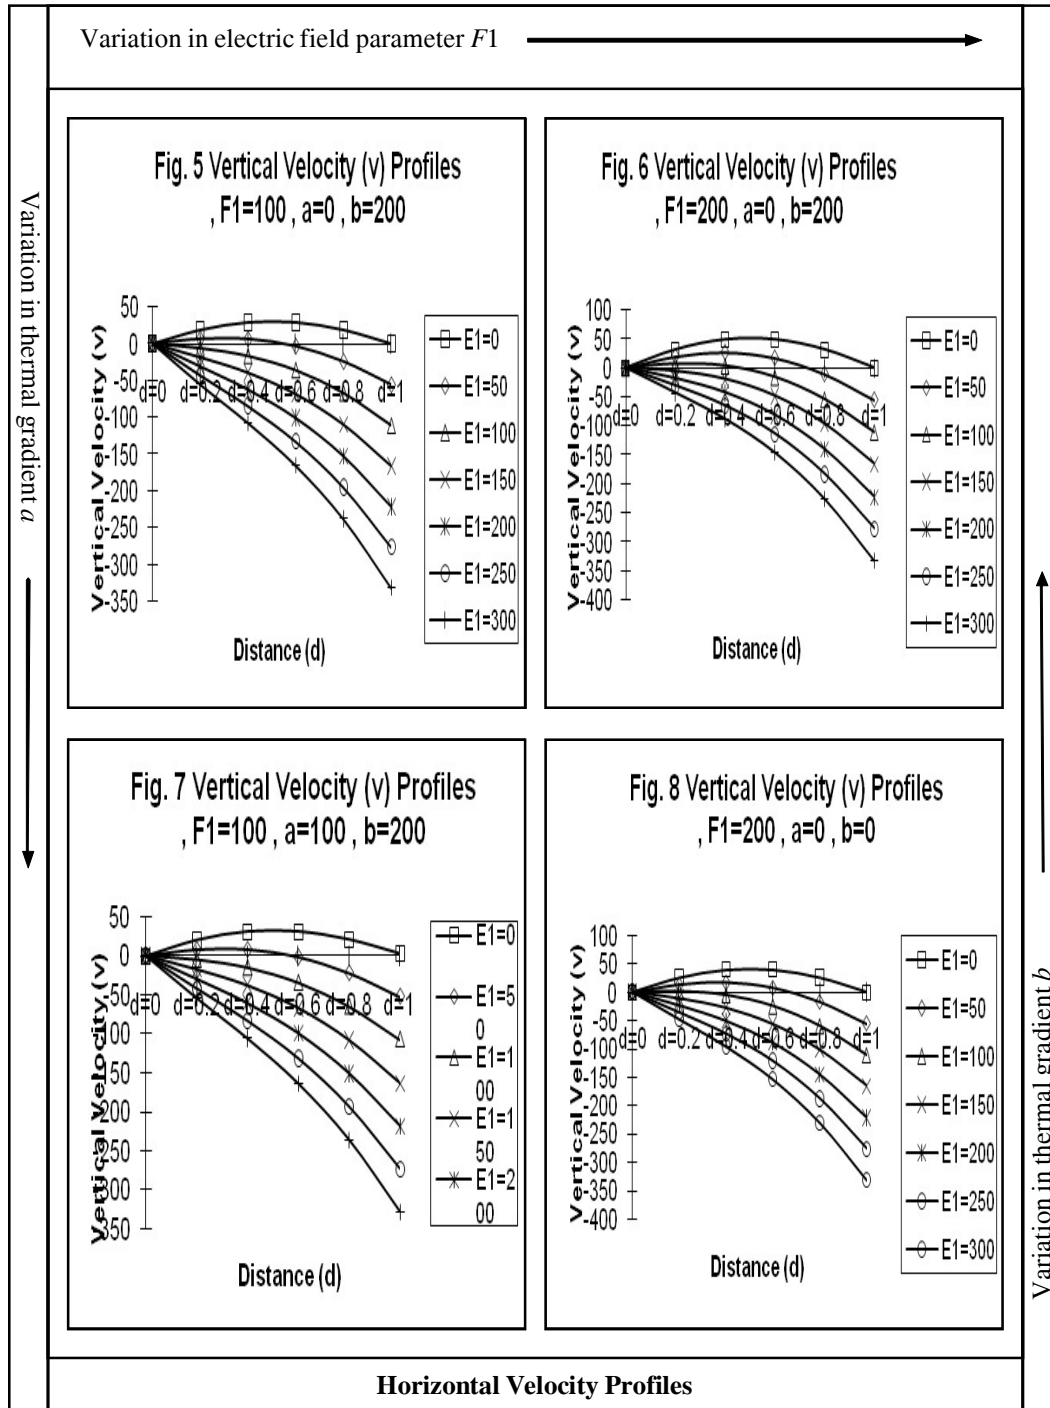 Variation in electric field parameter F1
Variation in thermal gradient a
Fig. 5 Vertical Velocity (v) Profiles
, F1=100 , a=0 , b=200
50
0
-50
-100
-150
-200
-250
-300
-350
d=0 d=0.2 d=0.4 d=0.6 d=0.8 d=1
Vertical Velocity (v)
Distance (d)
E1=0
E1=50
E1=100
E1=150
E1=200
E1=250
E1=300
Fig. 6 Vertical Velocity (v) Profiles
, F1=200 , a=0 , b=200
100
50
0
-50
-100
-150
-200
-250
-300
-350
-400
d=0 d=0.2 d=0.4 d=0.6 d=0.8 d=1
Vertical Velocity (v)
Distance (d)
E1=0
E1=50
E1=100
E1=150
E1=200
E1=250
E1=300
Fig. 7 Vertical Velocity (v) Profiles
, F1=100 , a=100 , b=200
50
0
-50
-100
-150
-200
-250
-300
-350
d=0 d=0.2 d=0.4 d=0.6 d=0.8 d=1
Vertical Velocity (v)
Distance (d)
E1=0
E1=5
0
E1=1
00
E1=1
50
E1=2
00
Fig. 8 Vertical Velocity (v) Profiles
, F1=200 , a=0 , b=0
100
50
0
-50
-100
-150
-200
-250
-300
-350
-400
d=0 d=0.2 d=0.4 d=0.6 d=0.8 d=1
Vertical Velocity (v)
Distance (d)
E1=0
E1=50
E1=100
E1=150
E1=200
E1=250
E1=300
Variation in thermal gradient b
Horizontal Velocity Profiles